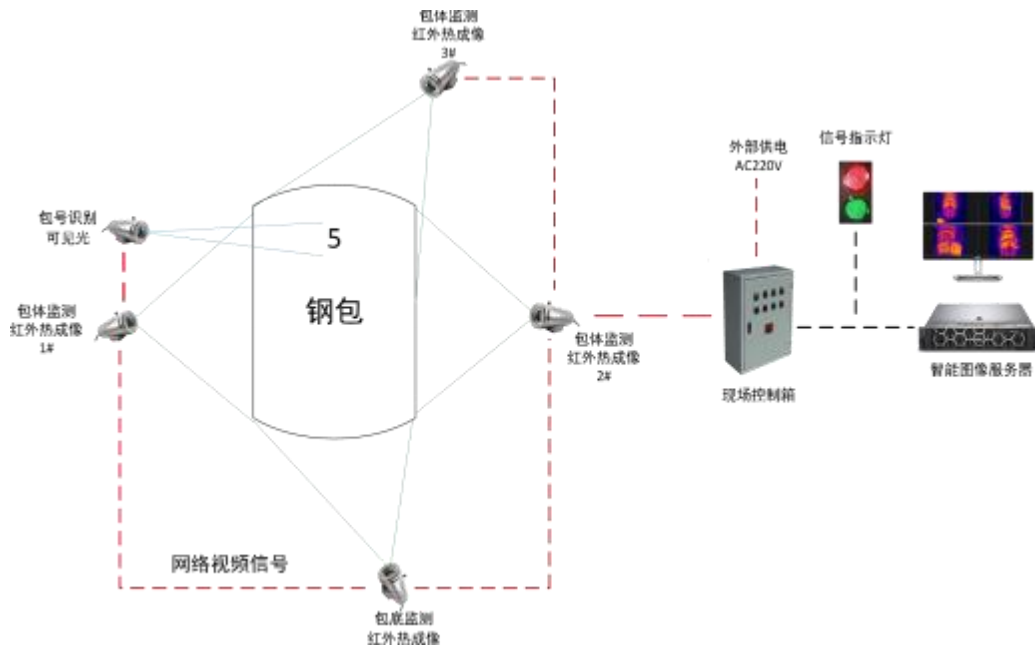 包体监测
红外热成像
3#
外部供电
AC220V
信号指示灯
包号识别
可见光
5
钢包
包体监测
红外热成像
1#
包体监测
红外热成像
2#
现场控制箱
智能图像服务器
网络视频信号
包底监测
红外热成像